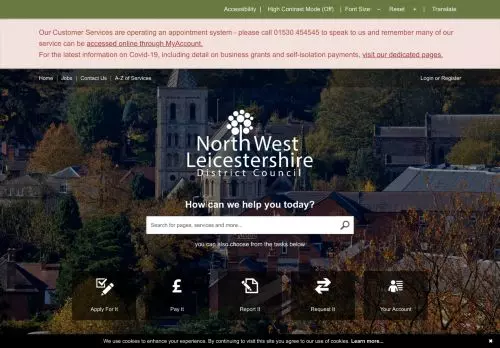 Accessibility | High Contrast Mode (Off) | Font Size: − Reset + | Translate
Our Customer Services are operating an appointment system - please call 01530 454545 to speak to us and remember many of our service can be accessed online through MyAccount.
For the latest information on Covid-19, including detail on business grants and self-isolation payments, visit our dedicated pages.
Home | Jobs | Contact Us | A-Z of Services
Login or Register
North West
Leicestershire
District Council
How can we help you today?
Search for pages, services and more...
you can also choose from the tasks below
Apply For It
Pay It
Report It
Request It
Your Account
We use cookies to enhance your experience. By continuing to visit this site you agree to our use of cookies. Learn more... ✖